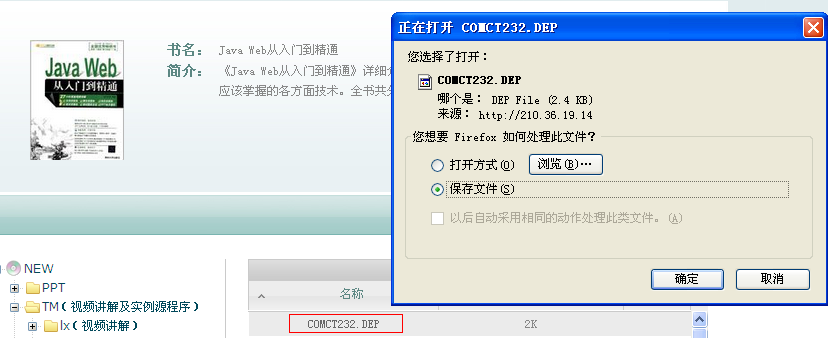 书名： Java Web从入门到精通
简介： 《Java Web从入门到精通》详细
应该掌握的各方面技术。全书共
Java Web
从入门到精通
正在打开 COMCT232.DEP
您选择了打开：
COMCT232.DEP
哪个是： DEP File (2.4 KB)
来源： http://210.36.19.14
您想要 Firefox 如何处理此文件？
打开方式(O) 浏览(B)…
保存文件(S)
以后自动采用相同的动作处理此类文件。(A)
确定 取消
NEW
PPT
TM（视频讲解及实例源程序）
lx（视频讲解）
名称
COMCT232.DEP 2K